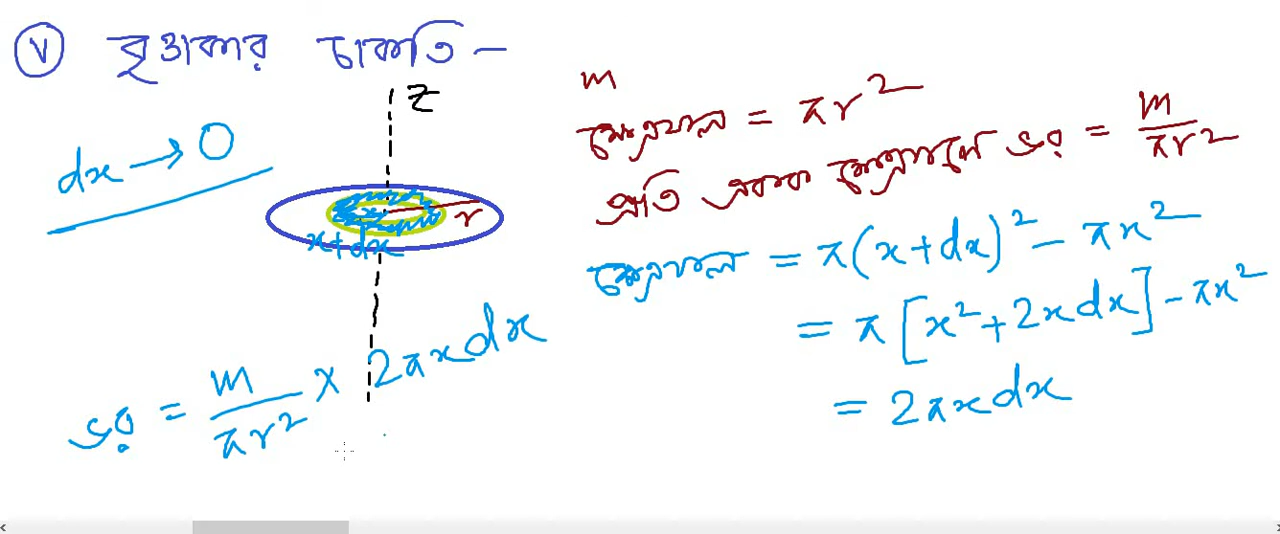 (v) বৃত্তাকার চাকতি –
z
dx → 0
x
r
x+dx
m
ক্ষেত্রফল = πr²
প্রতি একক ক্ষেত্রফলে ভর = m/πr²
ক্ষেত্রফল = π(x+dx)² – πx²
= π[x²+2xdx] – πx²
= 2πxdx
ভর = m/πr² × 2πxdx